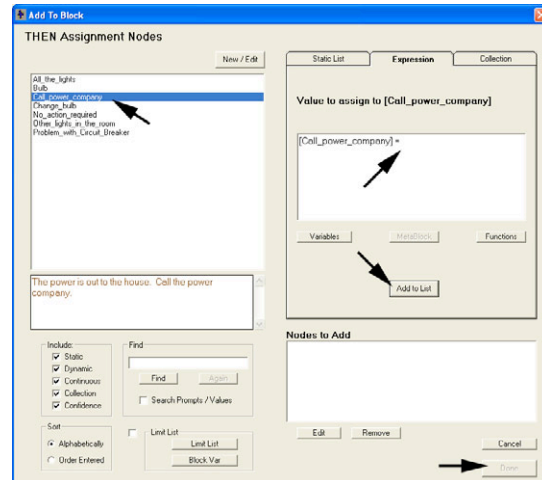 Add To Block
THEN Assignment Nodes
New / Edit
All_the_lights
Bulb
Call_power_company
Change_bulb
No_action_required
Other_lights_in_the_room
Problem_with_Circuit_Breaker
The power is out to the house. Call the power
company.
Include:
Static
Dynamic
Continuous
Collection
Confidence
Find
Find
Again
Search Prompts / Values
Sort
Alphabetically
Order Entered
Limit List
Limit List
Block Var
Static List
Expression
Collection
Value to assign to [Call_power_company]
[Call_power_company] =
Variables
MetaBlock
Functions
Add to List
Nodes to Add
Edit
Remove
Cancel
Done